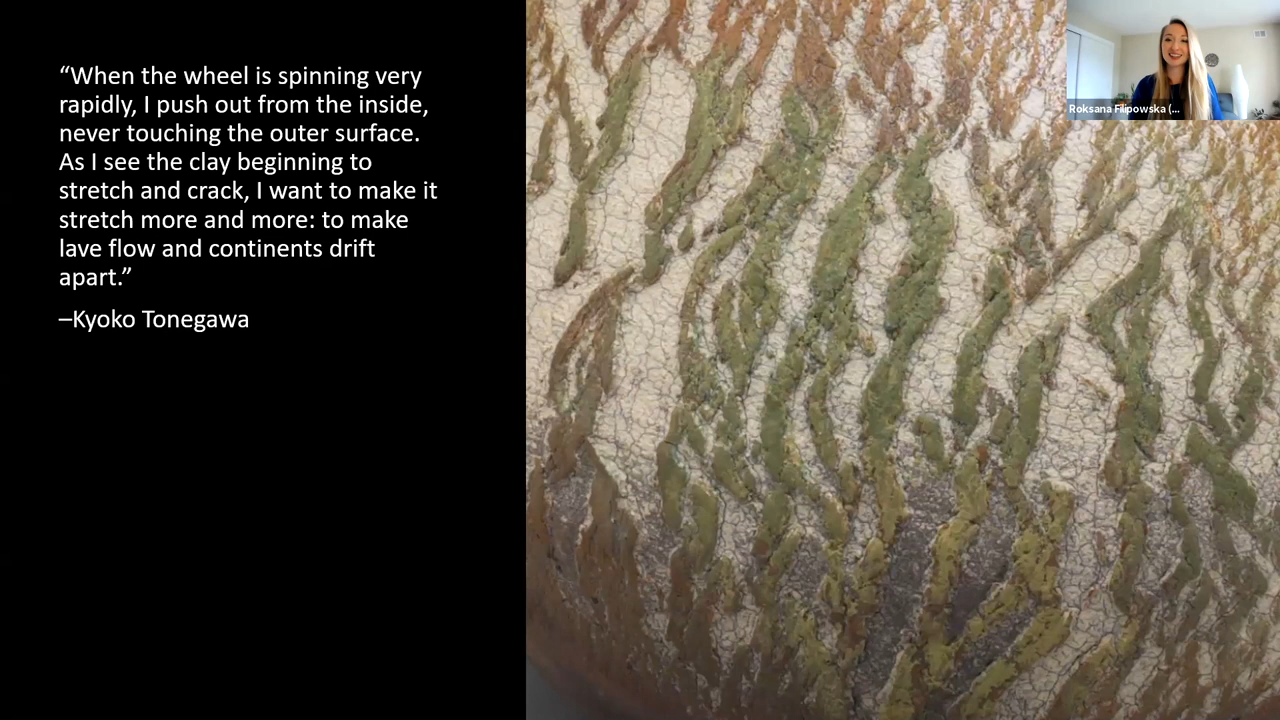 “When the wheel is spinning very
rapidly, I push out from the inside,
never touching the outer surface.
As I see the clay beginning to
stretch and crack, I want to make it
stretch more and more: to make
lave flow and continents drift
apart.”
–Kyoko Tonegawa
Roksana Filipowska (...